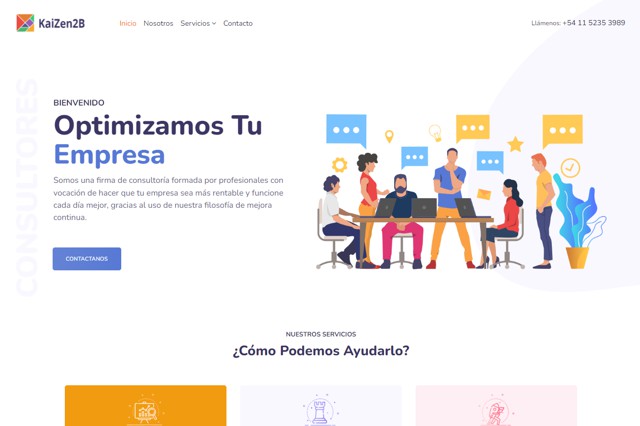 KaiZen2B
Inicio Nosotros Servicios Contacto
Llámenos: +54 11 5235 3989
CONSULTORES
BIENVENIDO
Optimizamos Tu
Empresa
Somos una firma de consultoría formada por profesionales con
vocación de hacer que tu empresa sea más rentable y funcione
cada día mejor, gracias al uso de nuestra filosofía de mejora
continua.
CONTACTANOS
NUESTROS SERVICIOS
¿Cómo Podemos Ayudarlo?